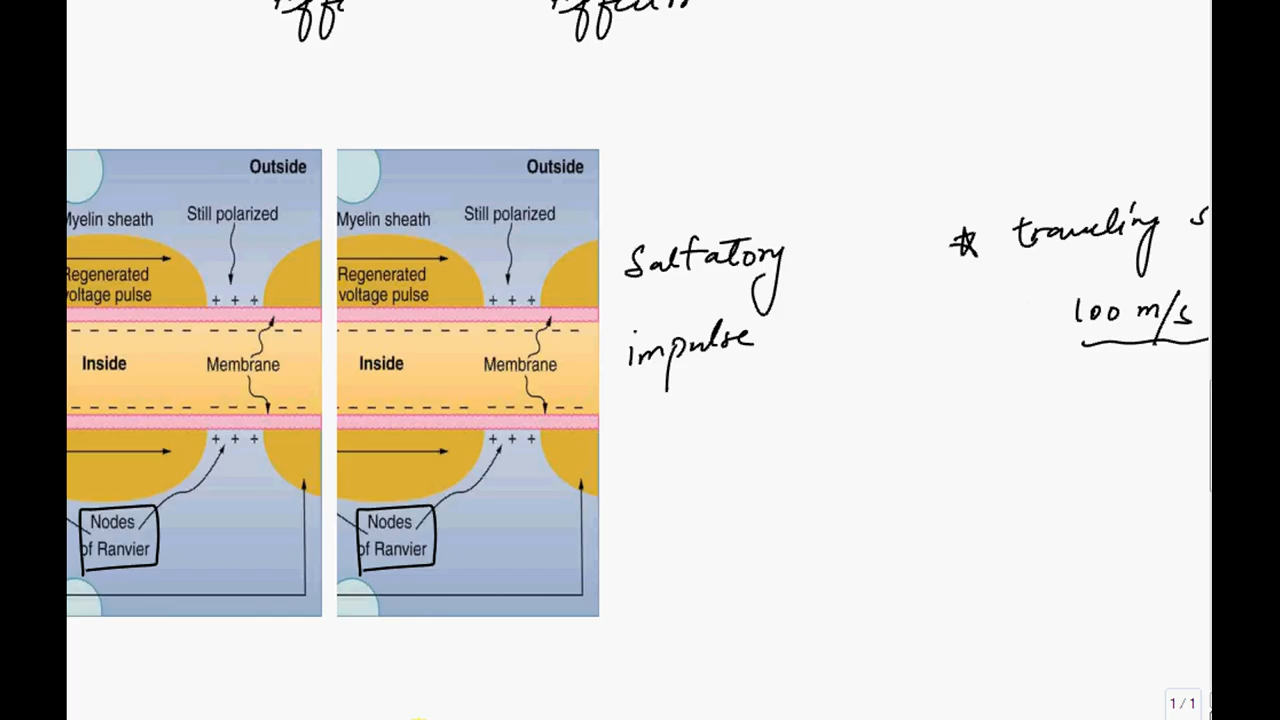 Outside
Myelin sheath
Still polarized
Regenerated
voltage pulse
+ + +
Inside
Membrane
+ + +
Nodes
of Ranvier
Outside
Myelin sheath
Still polarized
Regenerated
voltage pulse
+ + +
Inside
Membrane
+ + +
Nodes
of Ranvier
Saltatory
impulse
* traveling s
100 m/s
1 / 1